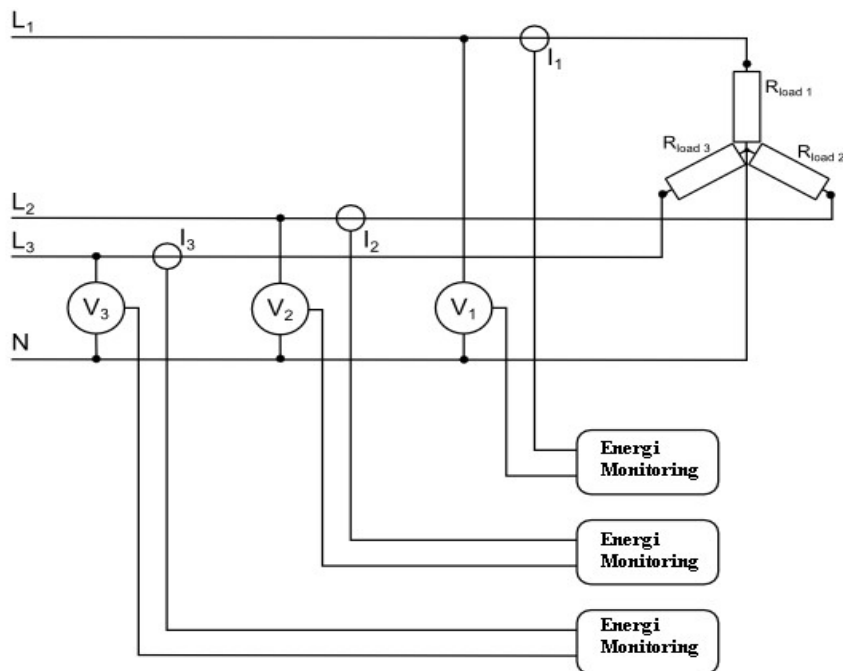 L1
I1
Rload 1
Rload 3
Rload 2
L2
I2
L3
I3
V3
V2
V1
N
Energi
Monitoring
Energi
Monitoring
Energi
Monitoring